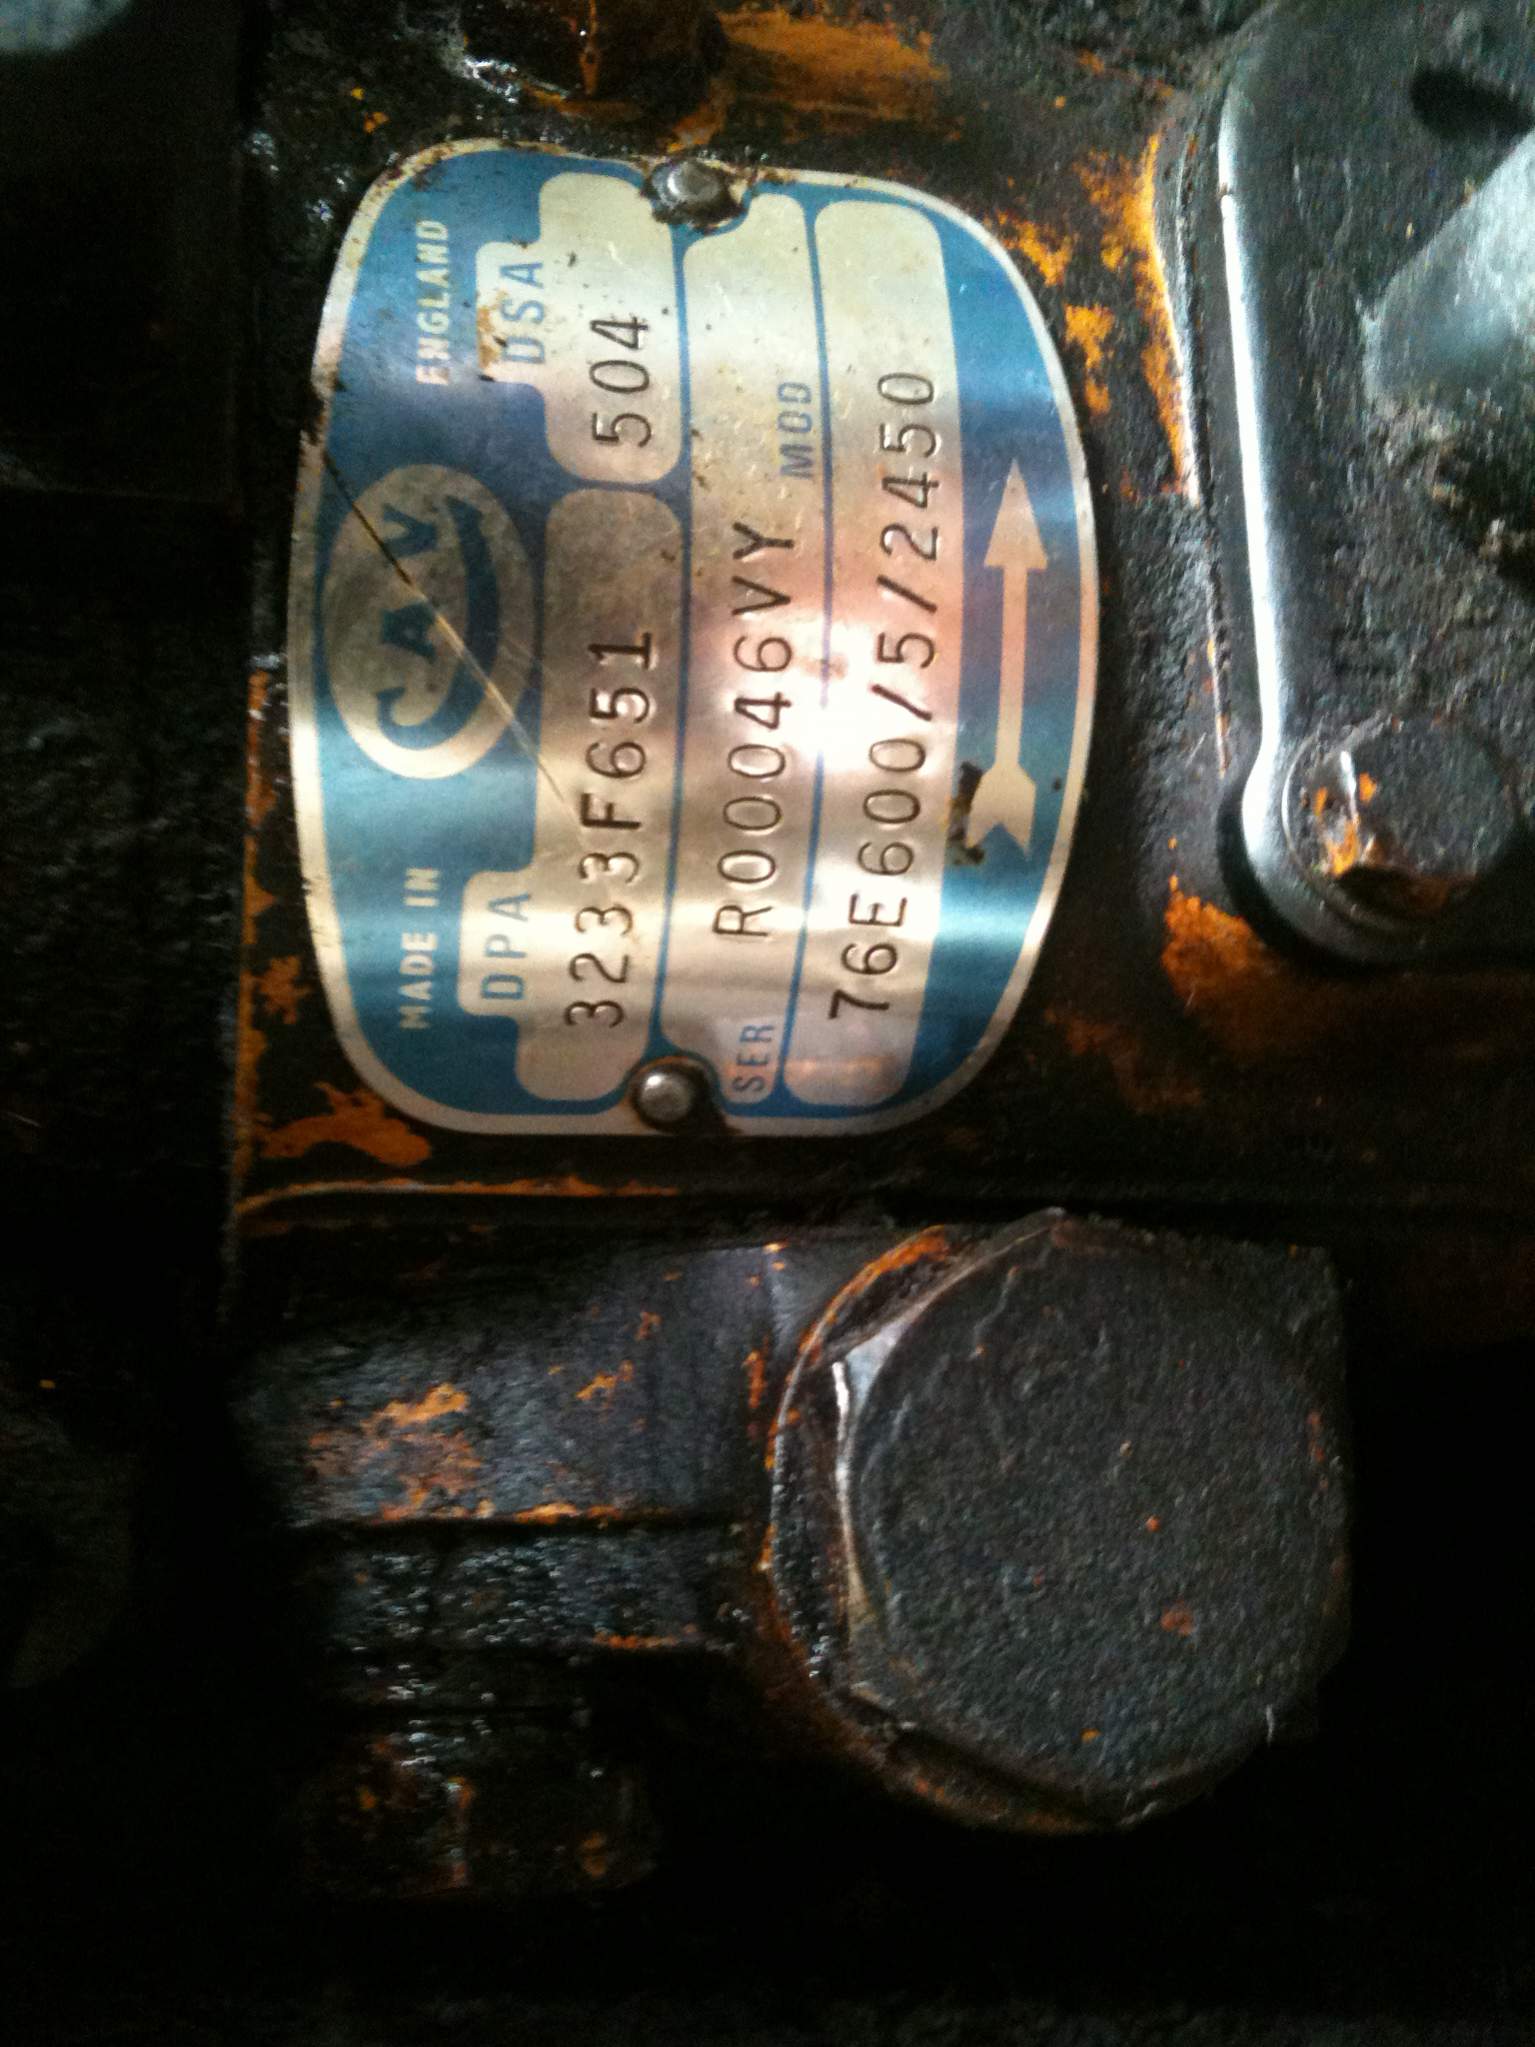 MADE IN CAV ENGLAND
DPA DSA
3233F651 504
SER R00046VY MOD
76E600/5/2450